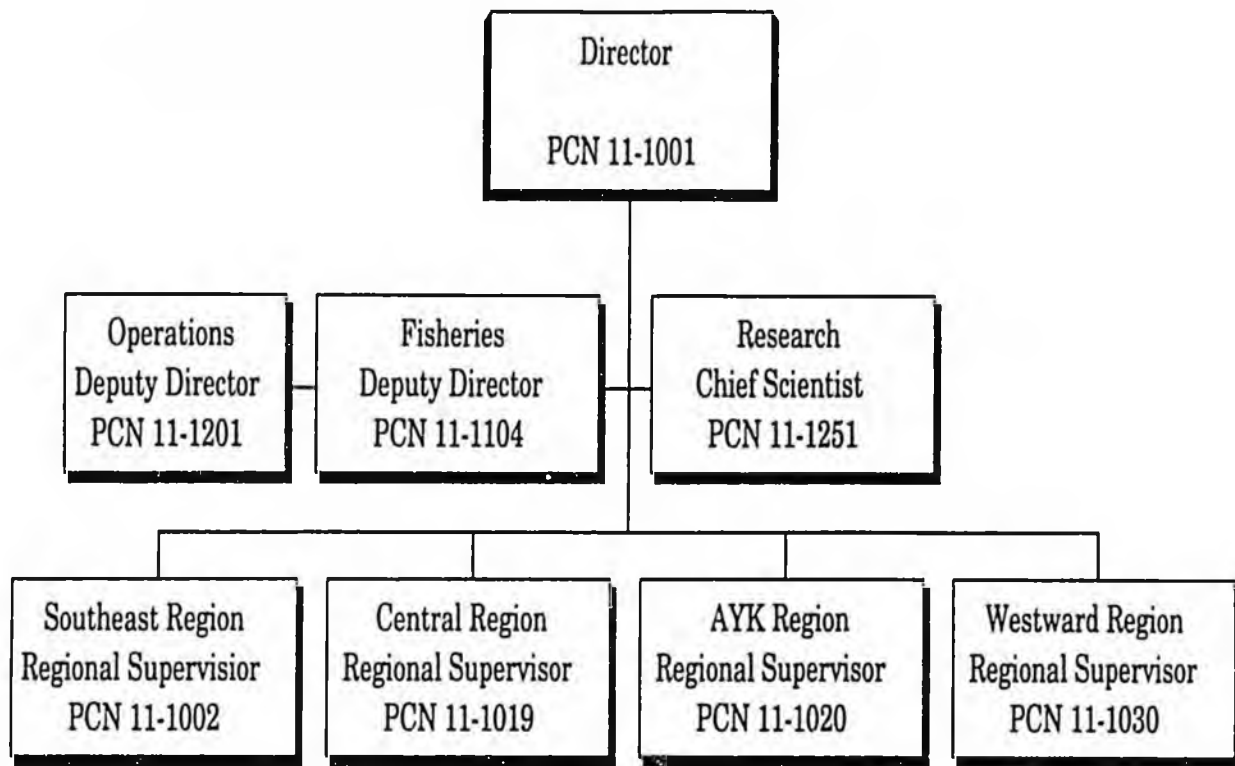 Director
PCN 11-1001
Operations
Deputy Director
PCN 11-1201
Fisheries
Deputy Director
PCN 11-1104
Research
Chief Scientist
PCN 11-1251
Southeast Region
Regional Supervisior
PCN 11-1002
Central Region
Regional Supervisor
PCN 11-1019
AYK Region
Regional Supervisor
PCN 11-1020
Westward Region
Regional Supervisor
PCN 11-1030